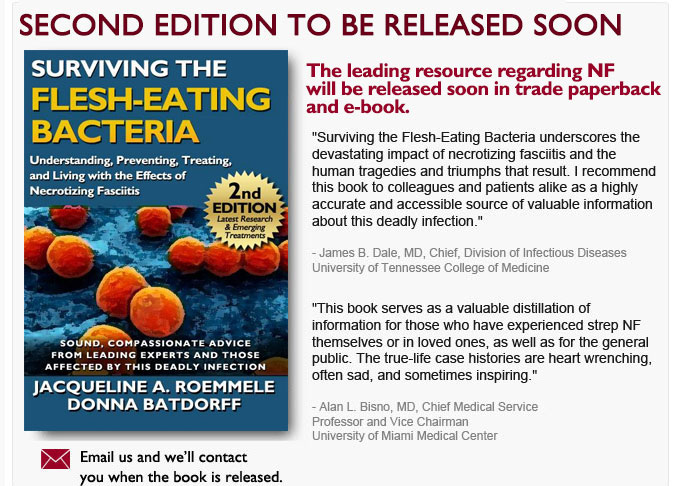 SECOND EDITION TO BE RELEASED SOON
SURVIVING THE
FLESH-EATING
BACTERIA
Understanding, Preventing, Treating,
and Living with the Effects of
Necrotizing Fasciitis
2nd
EDITION
Latest Research
& Emerging
Treatments
SOUND, COMPASSIONATE ADVICE
FROM LEADING EXPERTS AND THOSE
AFFECTED BY THIS DEADLY INFECTION
JACQUELINE A. ROEMMELE
DONNA BATDORFF
The leading resource regarding NF
will be released soon in trade paperback
and e-book.
"Surviving the Flesh-Eating Bacteria underscores the
devastating impact of necrotizing fasciitis and the
human tragedies and triumphs that result. I recommend
this book to colleagues and patients alike as a highly
accurate and accessible source of valuable information
about this deadly infection."
- James B. Dale, MD, Chief, Division of Infectious Diseases
University of Tennessee College of Medicine
"This book serves as a valuable distillation of
information for those who have experienced strep NF
themselves or in loved ones, as well as for the general
public. The true-life case histories are heart wrenching,
often sad, and sometimes inspiring."
- Alan L. Bisno, MD, Chief Medical Service
Professor and Vice Chairman
University of Miami Medical Center
Email us and we'll contact
you when the book is released.